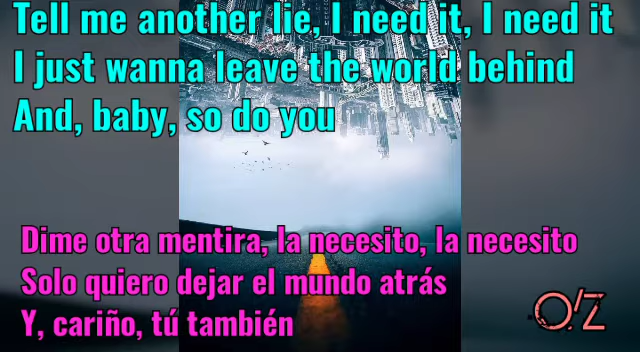 Tell me another lie, I need it, I need it
I just wanna leave the world behind
And, baby, so do you
Dime otra mentira, la necesito, la necesito
Solo quiero dejar el mundo atrás
Y, cariño, tú también
O'Z